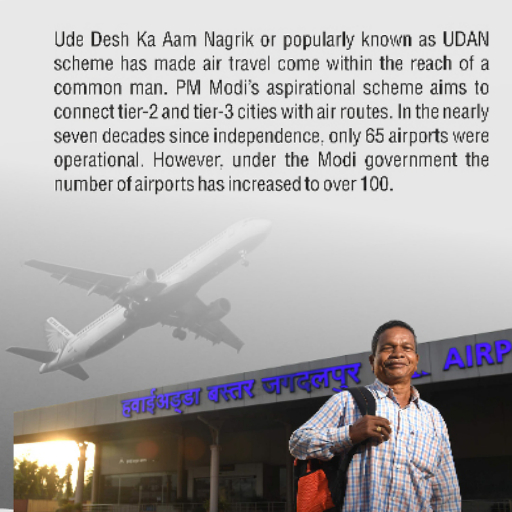 Ude Desh Ka Aam Nagrik or popularly known as UDAN
scheme has made air travel come within the reach of a
common man. PM Modi's aspirational scheme aims to
connect tier-2 and tier-3 cities with air routes. In the nearly
seven decades since independence, only 65 airports were
operational. However, under the Modi government the
number of airports has increased to over 100.
हवाईअड्डा बस्तर जगदलपुर AIRP